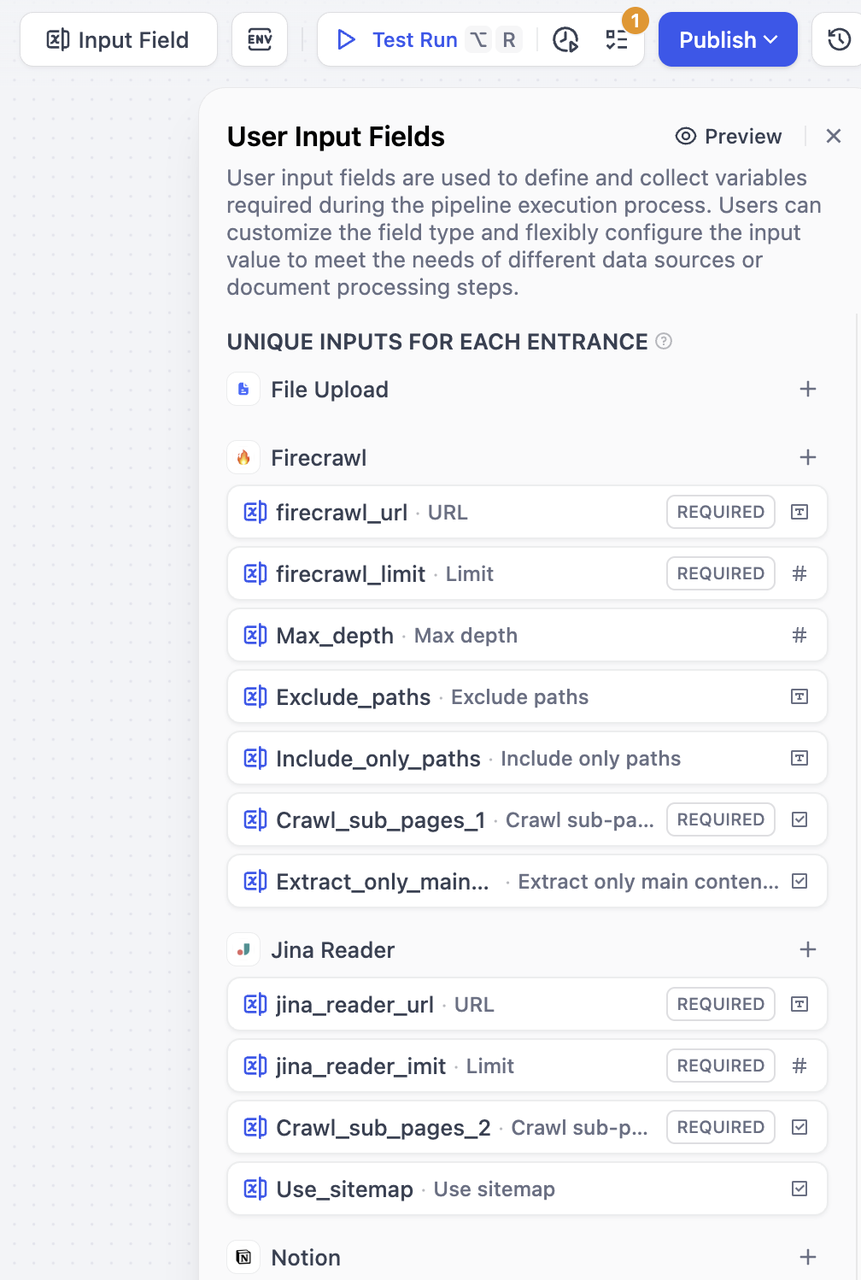 Input Field
ENV
Test Run ⌥ R
1
Publish
User Input Fields
Preview
User input fields are used to define and collect variables
required during the pipeline execution process. Users can
customize the field type and flexibly configure the input
value to meet the needs of different data sources or
document processing steps.
UNIQUE INPUTS FOR EACH ENTRANCE
File Upload
Firecrawl
firecrawl_url · URL REQUIRED
firecrawl_limit · Limit REQUIRED #
Max_depth · Max depth #
Exclude_paths · Exclude paths
Include_only_paths · Include only paths
Crawl_sub_pages_1 · Crawl sub-pa... REQUIRED
Extract_only_main... · Extract only main conten...
Jina Reader
jina_reader_url · URL REQUIRED
jina_reader_imit · Limit REQUIRED #
Crawl_sub_pages_2 · Crawl sub-p... REQUIRED
Use_sitemap · Use sitemap
Notion